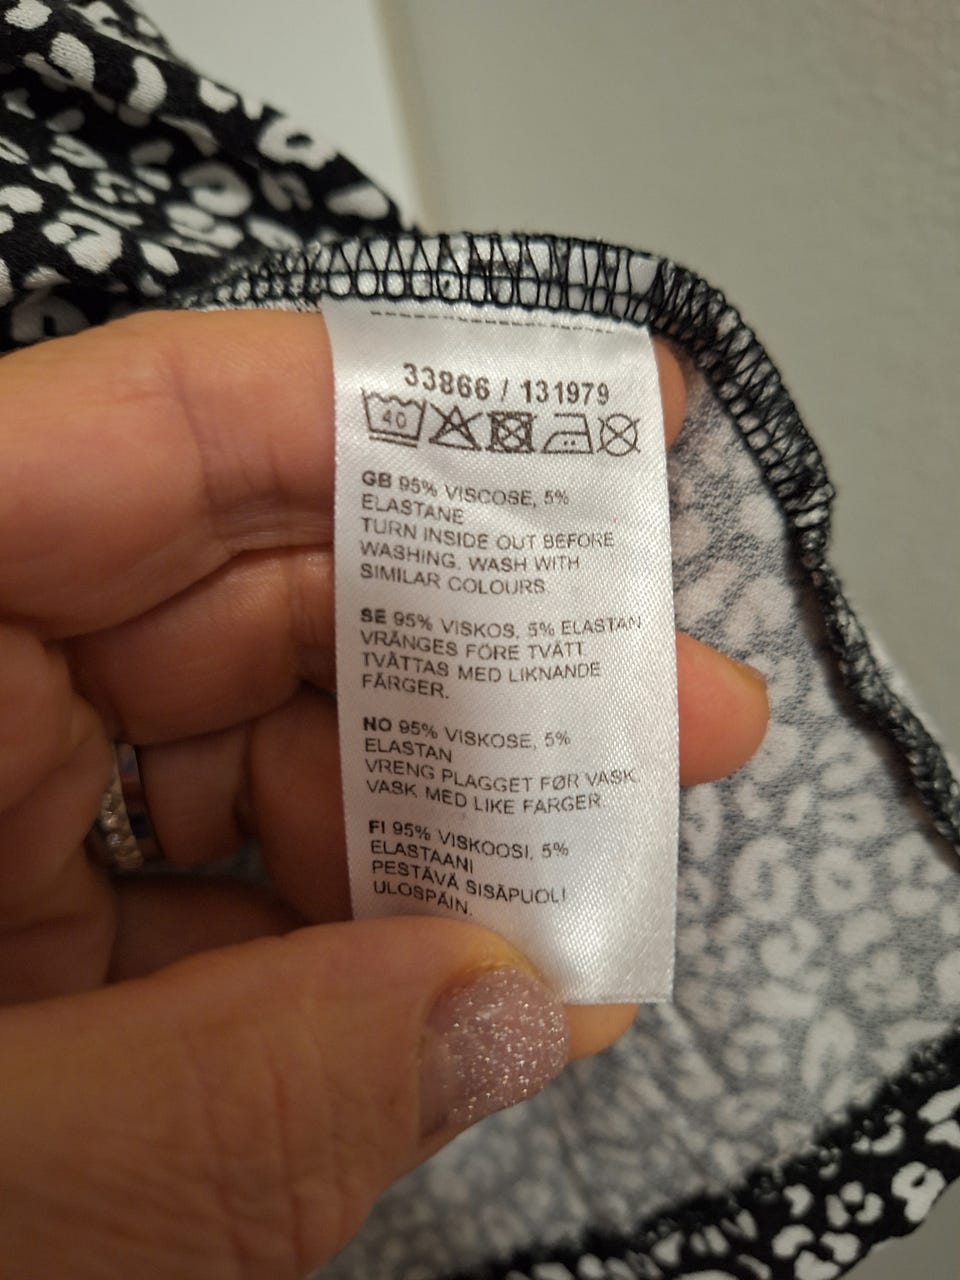 33866 / 131979
40
GB 95% VISCOSE, 5%
ELASTANE
TURN INSIDE OUT BEFORE
WASHING. WASH WITH
SIMILAR COLOURS.
SE 95% VISKOS, 5% ELASTAN
VRÄNGES FÖRE TVÄTT.
TVÄTTAS MED LIKNANDE
FÄRGER.
NO 95% VISKOSE, 5%
ELASTAN
VRENG PLAGGET FØR VASK.
VASK MED LIKE FARGER.
FI 95% VISKOOSI, 5%
ELASTAANI
PESTÄVÄ SISÄPUOLI
ULOSPÄIN.